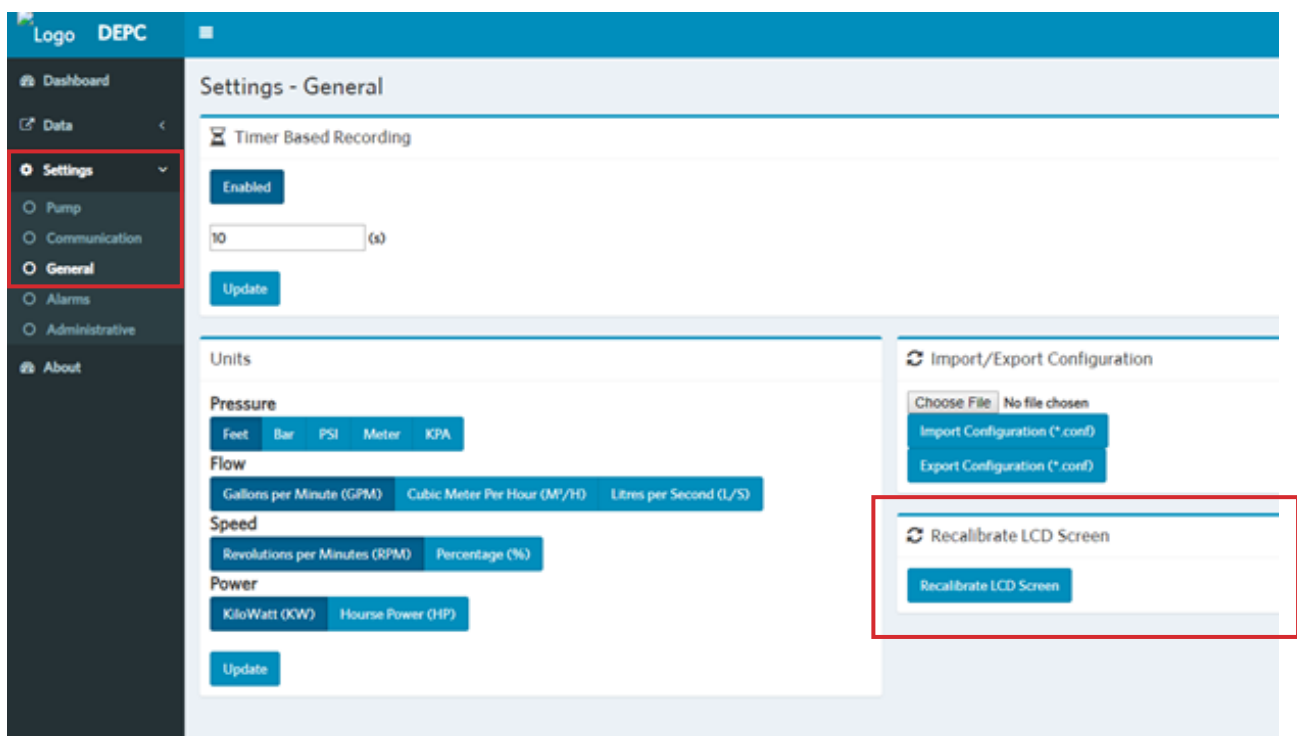 Logo DEPC
Dashboard
Data
Settings
Pump
Communication
General
Alarms
Administrative
About
Settings - General
Timer Based Recording
Enabled
10 (s)
Update
Units
Pressure
Feet Bar PSI Meter KPA
Flow
Gallons per Minute (GPM) Cubic Meter Per Hour (M³/H) Litres per Second (L/S)
Speed
Revolutions per Minutes (RPM) Percentage (%)
Power
KiloWatt (KW) Hourse Power (HP)
Update
Import/Export Configuration
Choose File No file chosen
Import Configuration (*.conf)
Export Configuration (*.conf)
Recalibrate LCD Screen
Recalibrate LCD Screen